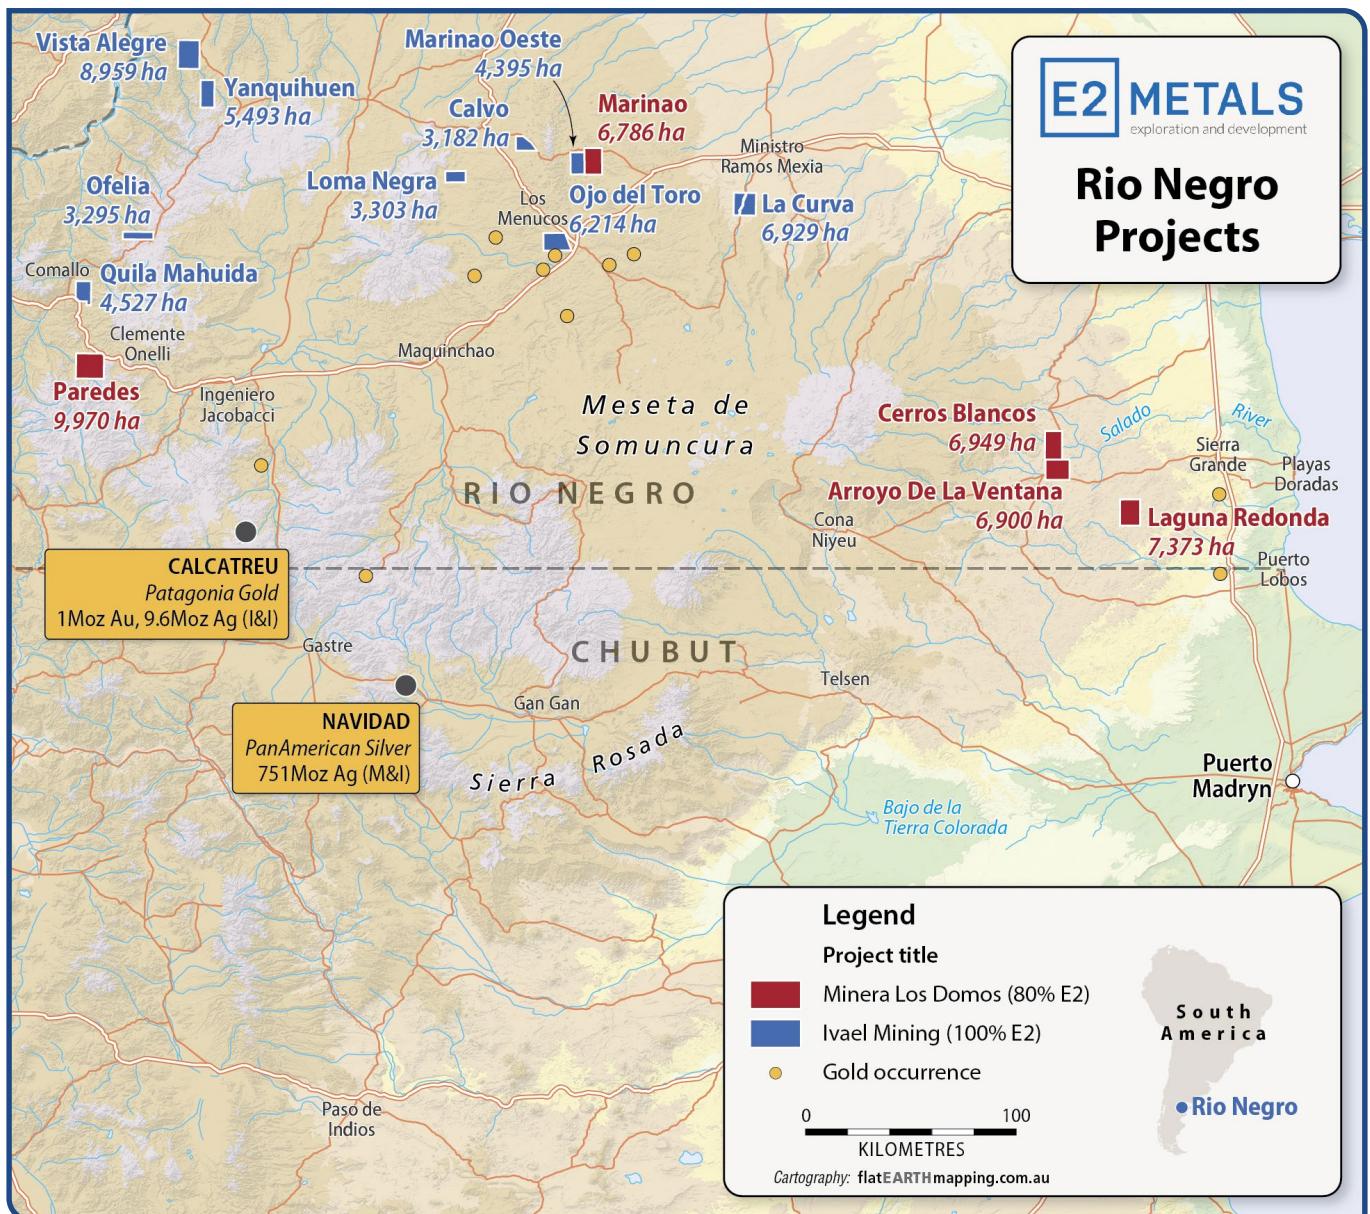 Vista Alegre
8,959 ha
Yanquihuen
5,493 ha
Marinao Oeste
4,395 ha
Calvo
3,182 ha
Marinao
6,786 ha
Ministro
Ramos Mexia
E2 METALS
exploration and development
Rio Negro
Projects
Ofelia
3,295 ha
Loma Negra
3,303 ha
Los
Menucos
Ojo del Toro
6,214 ha
La Curva
6,929 ha
Comallo
Quila Mahuida
4,527 ha
Clemente
Onelli
Maquinchao
Paredes
9,970 ha
Ingeniero
Jacobacci
Meseta de
Somuncura
Cerros Blancos
6,949 ha
Salado
River
Sierra
Grande
Playas
Doradas
RIO NEGRO
Arroyo De La Ventana
6,900 ha
Cona
Niyeu
Laguna Redonda
7,373 ha
Puerto
Lobos
CALCATREU
Patagonia Gold
1Moz Au, 9.6Moz Ag (I&I)
Gastre
CHUBUT
Telsen
Gan Gan
NAVIDAD
PanAmerican Silver
751Moz Ag (M&I)
Sierra Rosada
Puerto
Madryn
Bajo de la
Tierra Colorada
Legend
Project title
Minera Los Domos (80% E2)
Ivael Mining (100% E2)
Gold occurrence
0 100
KILOMETRES
Cartography: flatEARTHmapping.com.au
South
America
Rio Negro
Paso de
Indios